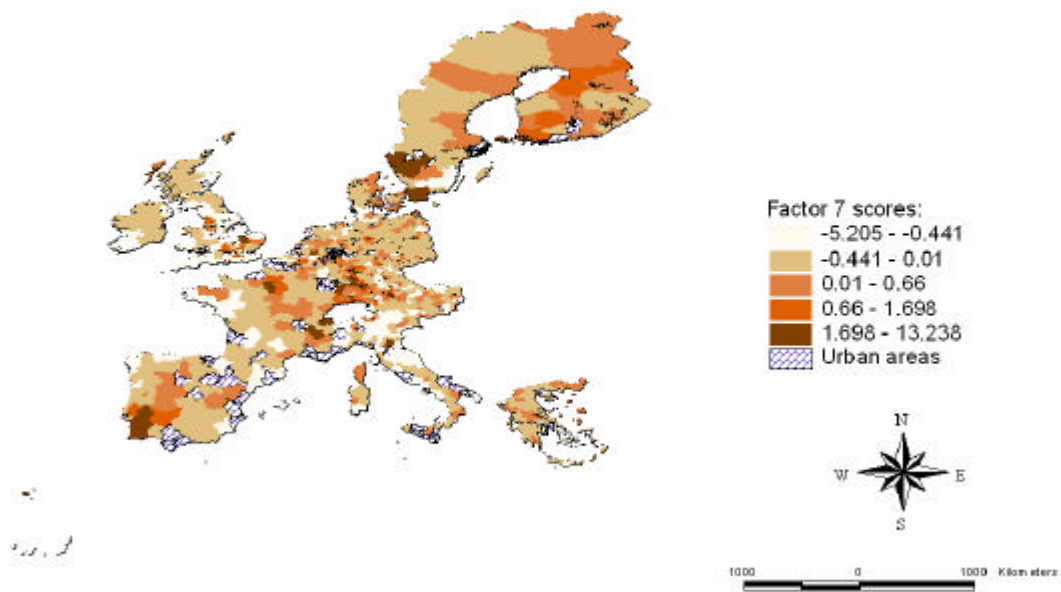 Factor 7 scores:
-5.205 - -0.441
-0.441 - 0.01
0.01 - 0.66
0.66 - 1.698
1.698 - 13.238
Urban areas
N
W E
S
1000 0 1000 Kilometers